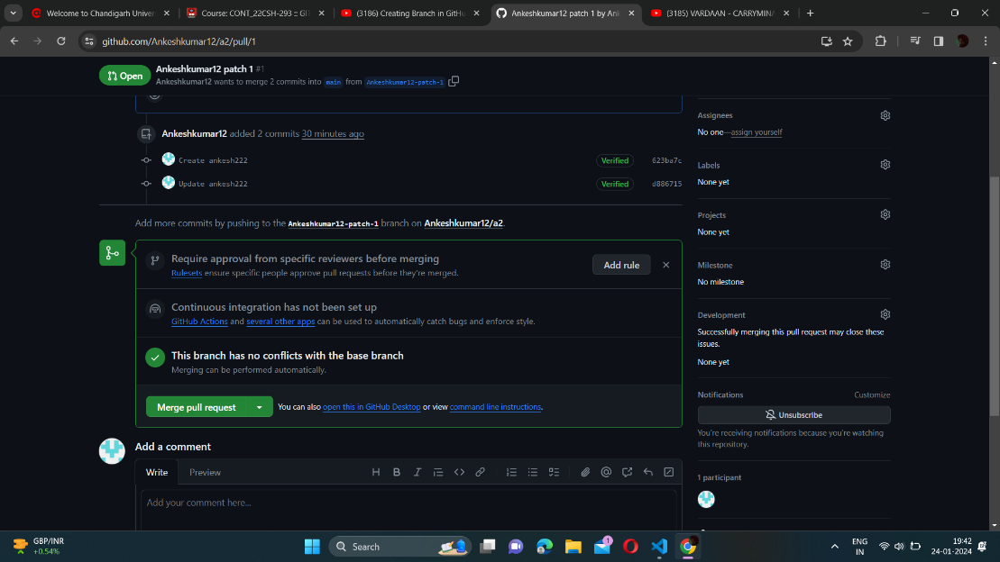 Welcome to Chandigarh Univer
Course: CONT_22CSH-293 :: GI
(3186) Creating Branch in GitHu
Ankeshkumar12 patch 1 by Ank
(3185) VARDAAN - CARRYMINA
github.com/Ankeshkumar12/a2/pull/1
Open
Ankeshkumar12 patch 1 #1
Ankeshkumar12 wants to merge 2 commits into main from Ankeshkumar12-patch-1
Ankeshkumar12 added 2 commits 30 minutes ago
Create ankesh222 Verified 623ba7c
Update ankesh222 Verified d886715
Add more commits by pushing to the Ankeshkumar12-patch-1 branch on Ankeshkumar12/a2.
Require approval from specific reviewers before merging
Rulesets ensure specific people approve pull requests before they're merged.
Add rule
Continuous integration has not been set up
GitHub Actions and several other apps can be used to automatically catch bugs and enforce style.
This branch has no conflicts with the base branch
Merging can be performed automatically.
Merge pull request
You can also open this in GitHub Desktop or view command line instructions.
Add a comment
Write Preview
Add your comment here...
Assignees
No one—assign yourself
Labels
None yet
Projects
None yet
Milestone
No milestone
Development
Successfully merging this pull request may close these
issues.
None yet
Notifications Customize
Unsubscribe
You're receiving notifications because you're watching
this repository.
1 participant
GBP/INR
+0.54%
Search
1
ENG
IN
19:42
24-01-2024